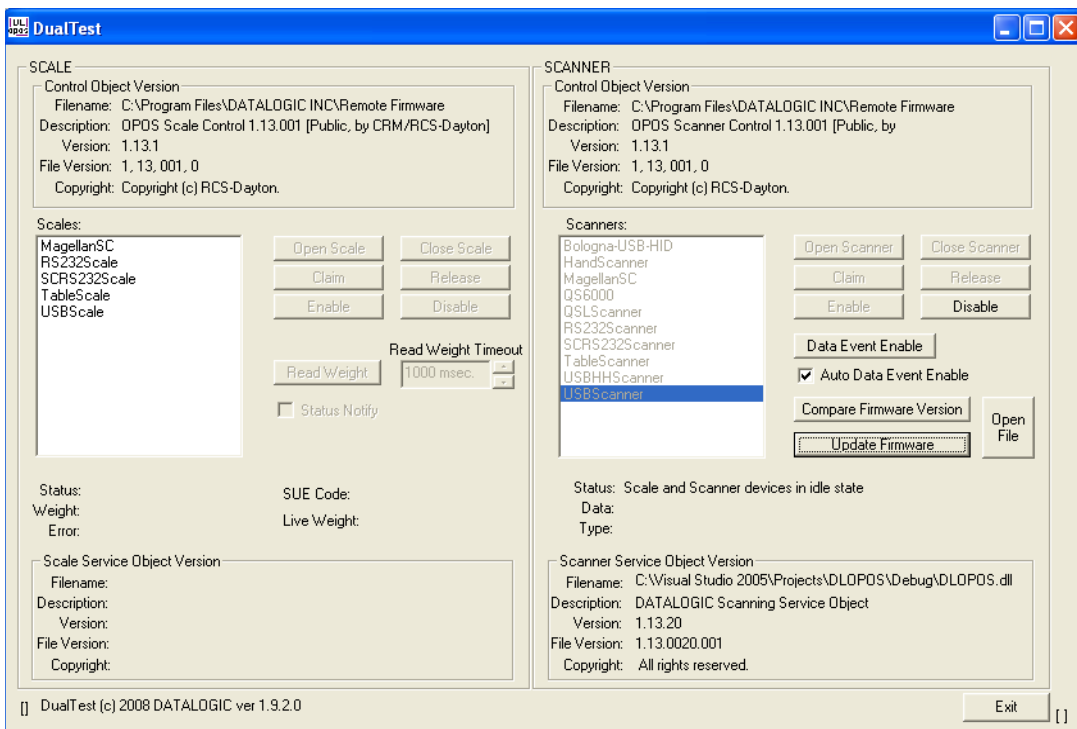 UL opos DualTest
SCALE
Control Object Version
Filename: C:\Program Files\DATALOGIC INC\Remote Firmware
Description: OPOS Scale Control 1.13.001 [Public, by CRM/RCS-Dayton]
Version: 1.13.1
File Version: 1, 13, 001, 0
Copyright: Copyright (c) RCS-Dayton.
Scales:
MagellanSC
RS232Scale
SCRS232Scale
TableScale
USBScale
Open Scale
Close Scale
Claim
Release
Enable
Disable
Read Weight Timeout
Read Weight
1000 msec.
Status Notify
Status:
Weight:
Error:
SUE Code:
Live Weight:
Scale Service Object Version
Filename:
Description:
Version:
File Version:
Copyright:
SCANNER
Control Object Version
Filename: C:\Program Files\DATALOGIC INC\Remote Firmware
Description: OPOS Scanner Control 1.13.001 [Public, by
Version: 1.13.1
File Version: 1, 13, 001, 0
Copyright: Copyright (c) RCS-Dayton.
Scanners:
Bologna-USB-HID
HandScanner
MagellanSC
QS6000
QSLScanner
RS232Scanner
SCRS232Scanner
TableScanner
USBHHScanner
USBScanner
Open Scanner
Close Scanner
Claim
Release
Enable
Disable
Data Event Enable
Auto Data Event Enable
Compare Firmware Version
Update Firmware
Open
File
Status: Scale and Scanner devices in idle state
Data:
Type:
Scanner Service Object Version
Filename: C:\Visual Studio 2005\Projects\DLOPOS\Debug\DLOPOS.dll
Description: DATALOGIC Scanning Service Object
Version: 1.13.20
File Version: 1.13.0020.001
Copyright: All rights reserved.
[] DualTest (c) 2008 DATALOGIC ver 1.9.2.0
Exit
[ ]